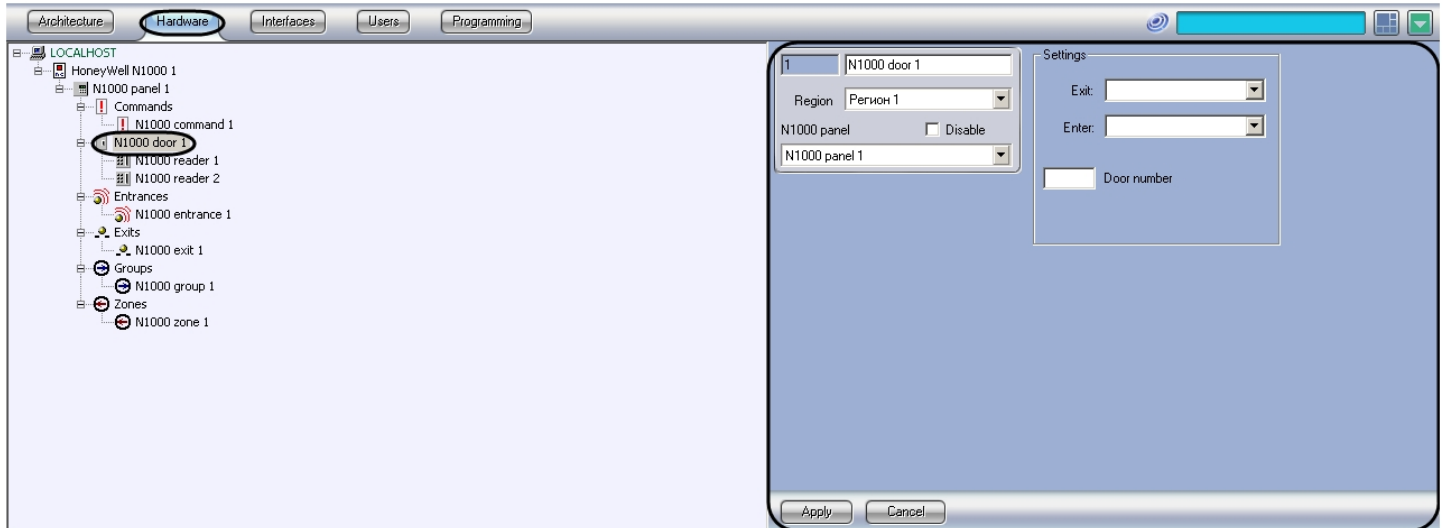 Architecture Hardware Interfaces Users Programming
LOCALHOST
HoneyWell N1000 1
N1000 panel 1
Commands
N1000 command 1
N1000 door 1
N1000 reader 1
N1000 reader 2
Entrances
N1000 entrance 1
Exits
N1000 exit 1
Groups
N1000 group 1
Zones
N1000 zone 1
1 N1000 door 1
Region Регион 1
N1000 panel Disable
N1000 panel 1
Settings
Exit:
Enter:
Door number
Apply Cancel